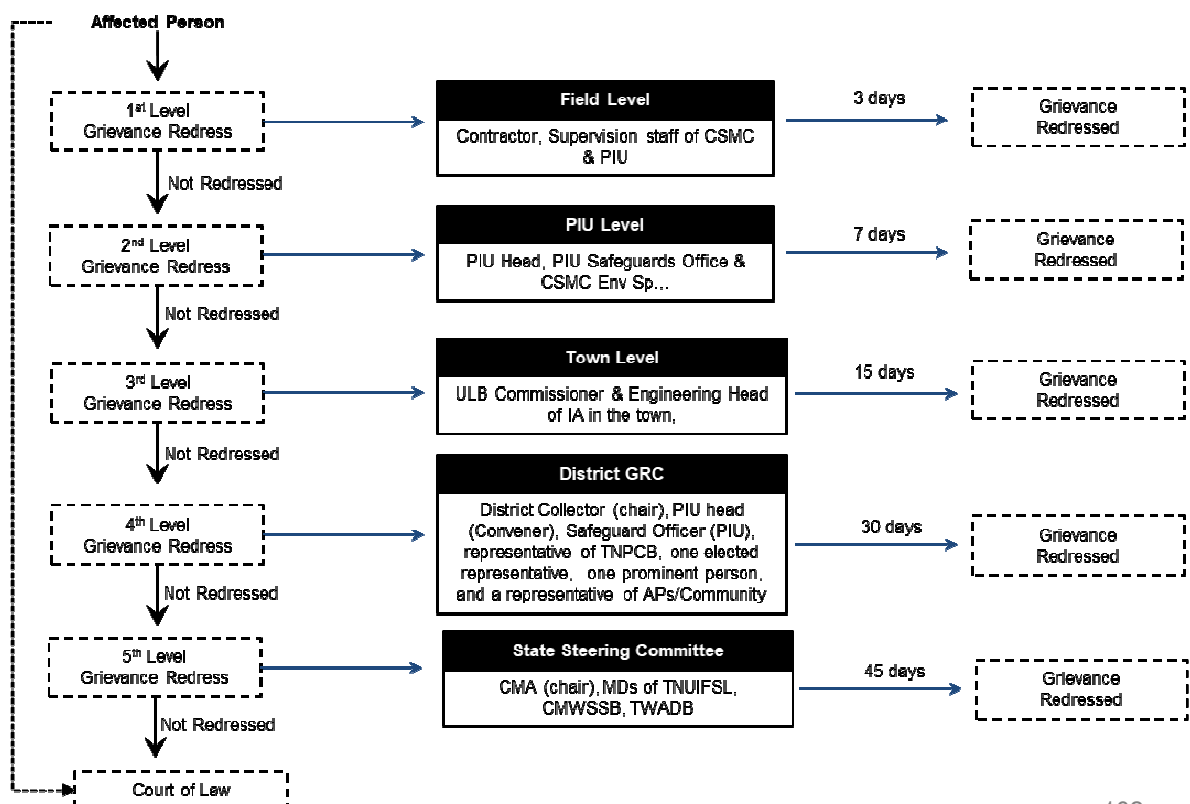 Affected Person
1st Level
Grievance Redress
Field Level
Contractor, Supervision staff of CSMC
& PIU
3 days
Grievance
Redressed
Not Redressed
2nd Level
Grievance Redress
PIU Level
PIU Head, PIU Safeguards Office &
CSMC Env Sp...
7 days
Grievance
Redressed
Not Redressed
3rd Level
Grievance Redress
Town Level
ULB Commissioner & Engineering Head
of IA in the town,
15 days
Grievance
Redressed
Not Redressed
4th Level
Grievance Redress
District GRC
District Collector (chair), PIU head
(Convener), Safeguard Officer (PIU),
representative of TNPCB, one elected
representative, one prominent person,
and a representative of APs/Community
30 days
Grievance
Redressed
Not Redressed
5th Level
Grievance Redress
State Steering Committee
CMA (chair), MDs of TNUIFSL,
CMWSSB, TWADB
45 days
Grievance
Redressed
Not Redressed
Court of Law